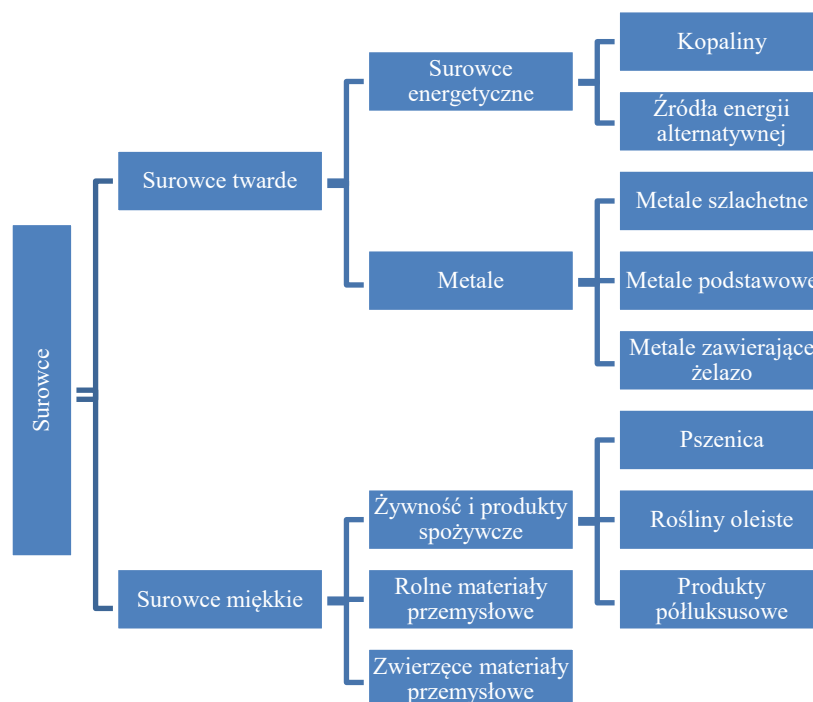 Surowce
Surowce twarde
Surowce
energetyczne
Kopaliny
Źródła energii
alternatywnej
Metale
Metale szlachetne
Metale podstawowe
Metale zawierające
żelazo
Surowce miękkie
Żywność i produkty
spożywcze
Pszenica
Rośliny oleiste
Produkty
półluksusowe
Rolne materiały
przemysłowe
Zwierzęce materiały
przemysłowe